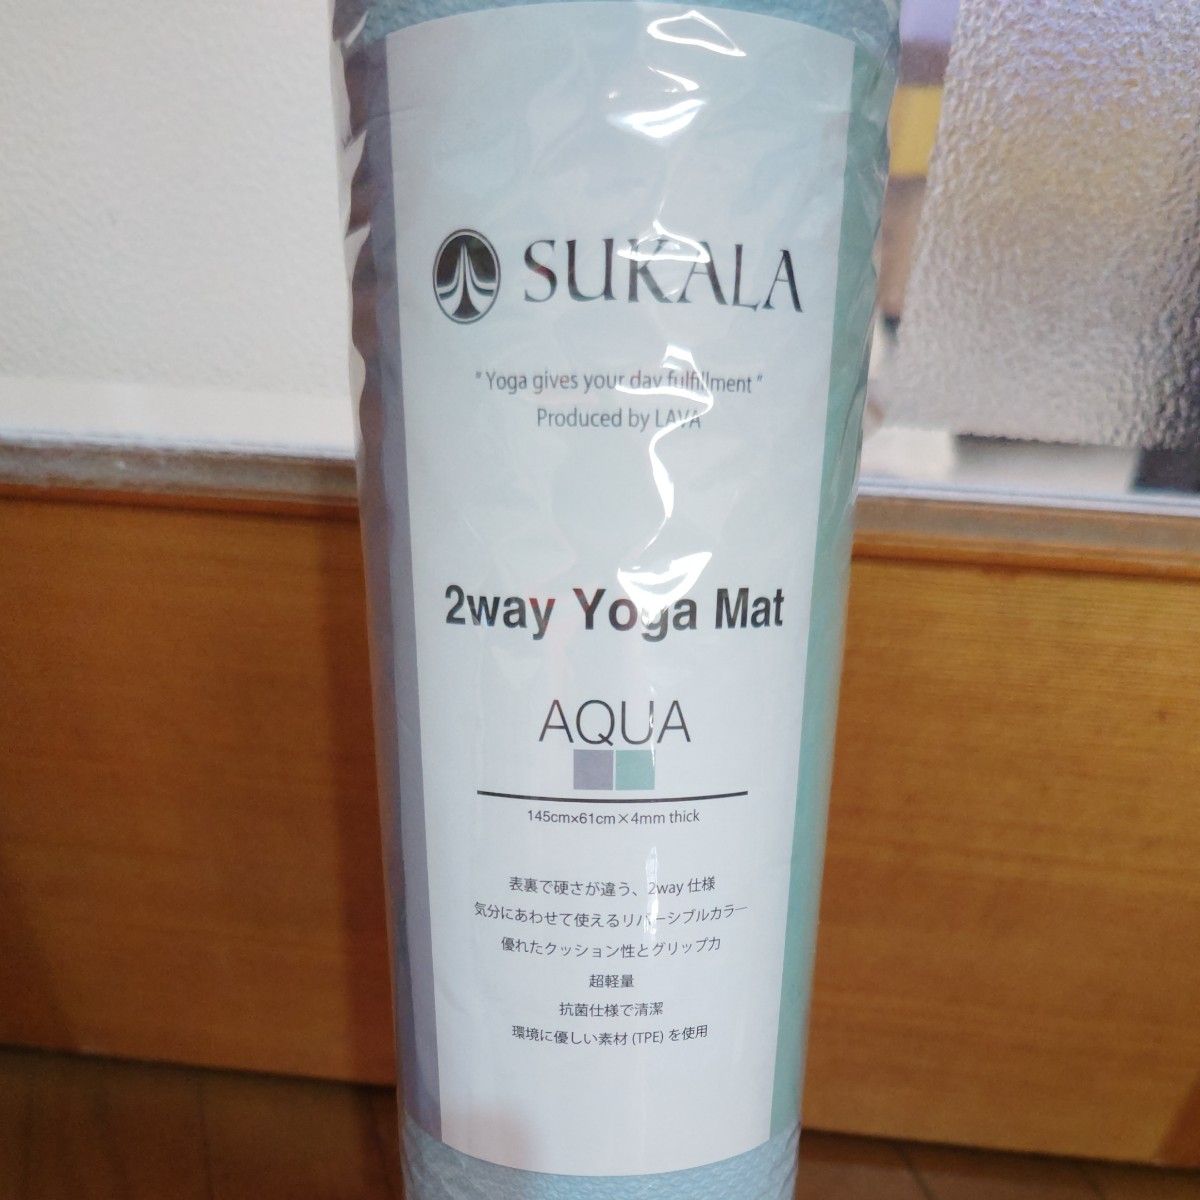 SUKALA
" Yoga gives your day fulfillment "
Produced by LAVA
2way Yoga Mat
AQUA
145cm×61cm×4mm thick
表裏で硬さが違う、2way 仕様
気分にあわせて使えるリバーシブルカラー
優れたクッション性とグリップ力
超軽量
抗菌仕様で清潔
環境に優しい素材 (TPE) を使用